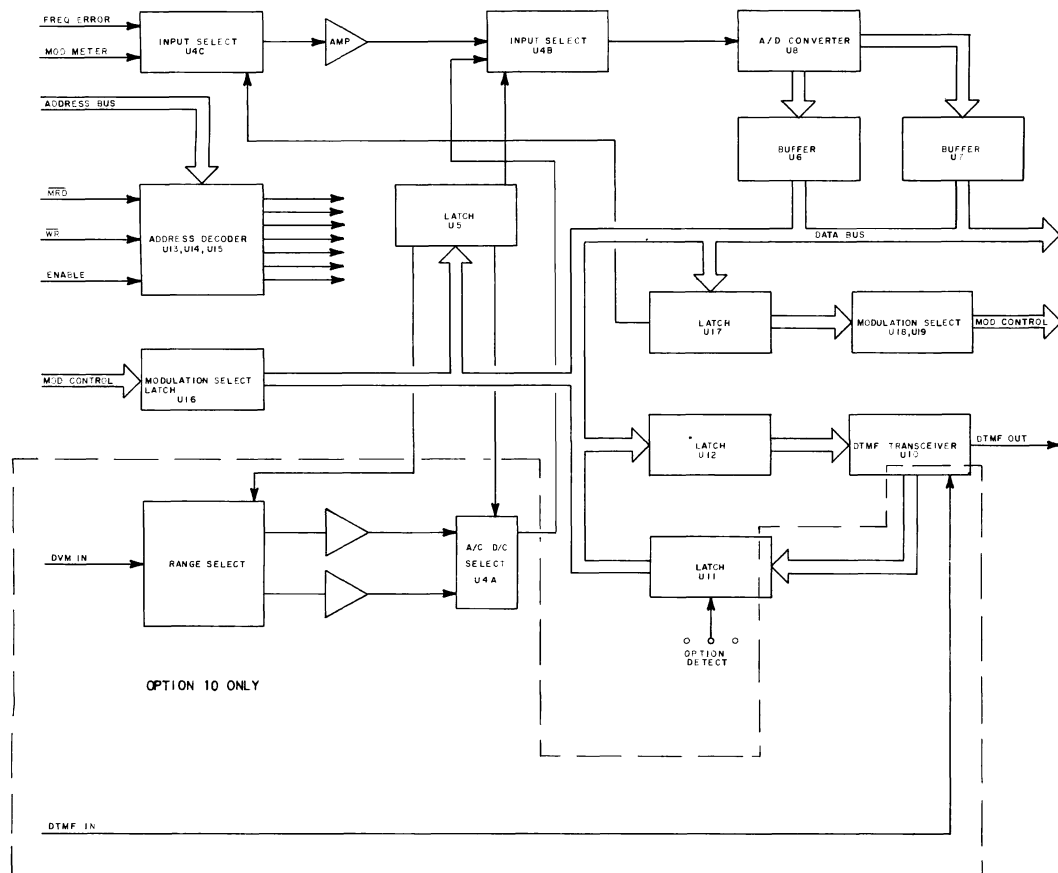 FREQ ERROR
MOD METER
INPUT SELECT
U4C
AMP
INPUT SELECT
U4B
A/D CONVERTER
U8
ADDRESS BUS
BUFFER
U6
BUFFER
U7
MRD
WR
ENABLE
ADDRESS DECODER
U13,U14,U15
LATCH
U5
DATA BUS
LATCH
U17
MODULATION SELECT
U18,U19
MOD CONTROL
MOD CONTROL
MODULATION SELECT
LATCH
U16
LATCH
U12
DTMF TRANSCEIVER
U10
DTMF OUT
DVM IN
RANGE SELECT
A/C D/C
SELECT
U4A
LATCH
U11
OPTION
DETECT
OPTION 10 ONLY
DTMF IN